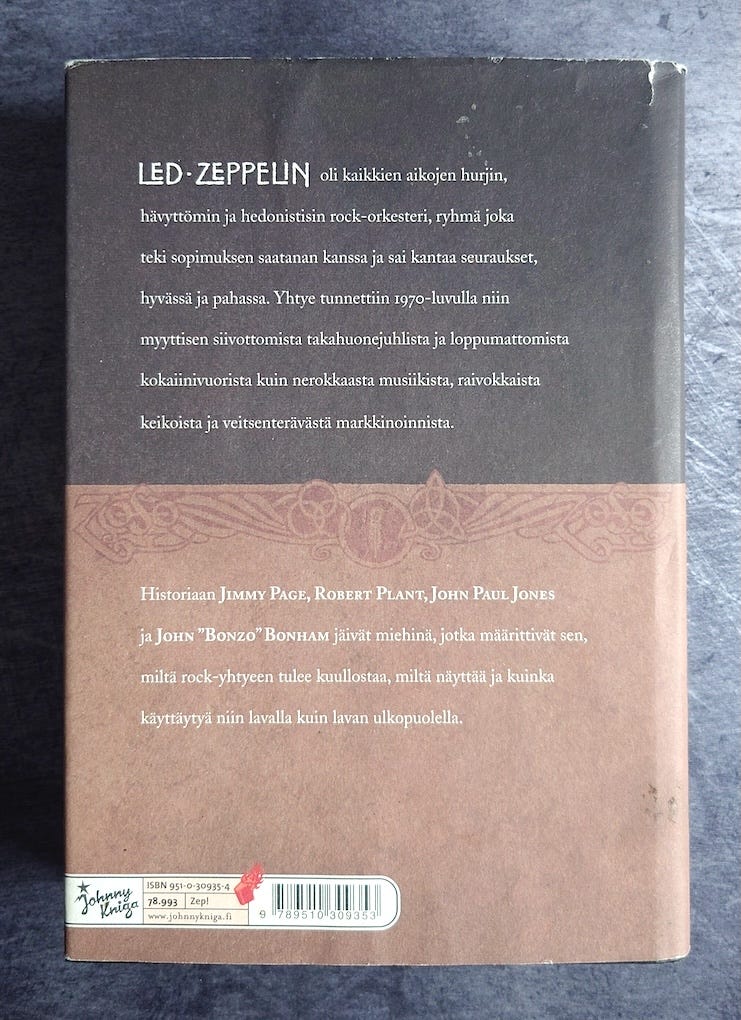 LED·ZEPPELIN oli kaikkien aikojen hurjin,
hävyttömin ja hedonistisin rock-orkesteri, ryhmä joka
teki sopimuksen saatanan kanssa ja sai kantaa seuraukset,
hyvässä ja pahassa. Yhtye tunnettiin 1970-luvulla niin
myyttisen siivottomista takahuonejuhlista ja loppumattomista
kokaiinivuorista kuin nerokkaasta musiikista, raivokkaista
keikoista ja veitsenterävästä markkinoinnista.
Historiaan JIMMY PAGE, ROBERT PLANT, JOHN PAUL JONES
ja JOHN ”BONZO” BONHAM jäivät miehinä, jotka määrittivät sen,
miltä rock-yhtyeen tulee kuullostaa, miltä näyttää ja kuinka
käyttäytyä niin lavalla kuin lavan ulkopuolella.
Johnny
Kniga
ISBN 951-0-30935-4
78.993 Zep!
www.johnnykniga.fi
9 789510 309353